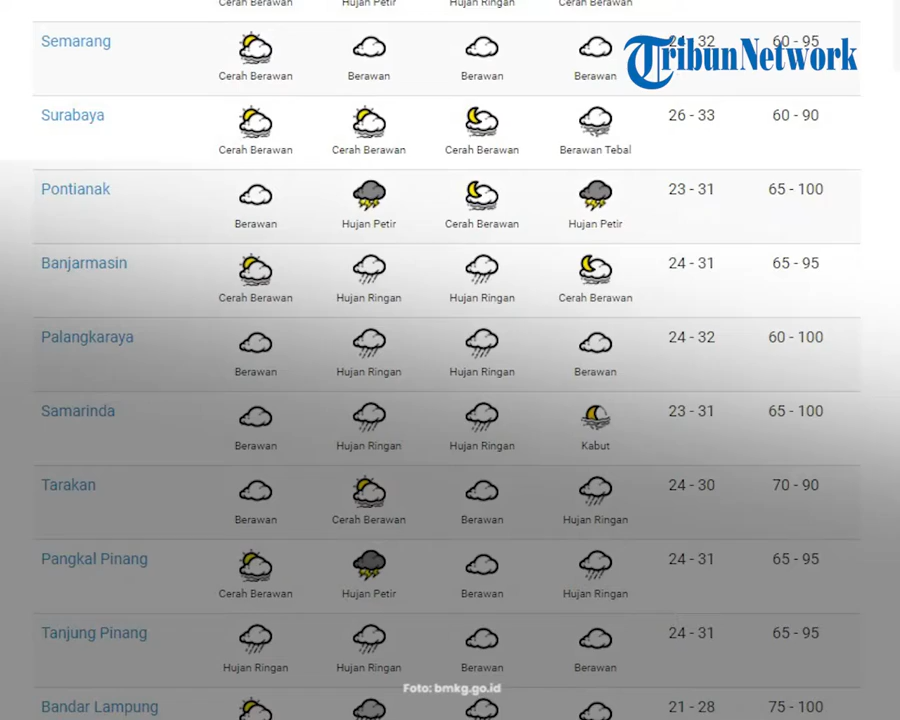 Cerah Berawan Hujan Petir Hujan Ringan Cerah Berawan
Semarang 24 - 32 60 - 95
TribunNetwork
Cerah Berawan Berawan Berawan Berawan
Surabaya 26 - 33 60 - 90
Cerah Berawan Cerah Berawan Cerah Berawan Berawan Tebal
Pontianak 23 - 31 65 - 100
Berawan Hujan Petir Cerah Berawan Hujan Petir
Banjarmasin 24 - 31 65 - 95
Cerah Berawan Hujan Ringan Hujan Ringan Cerah Berawan
Palangkaraya 24 - 32 60 - 100
Berawan Hujan Ringan Hujan Ringan Berawan
Samarinda 23 - 31 65 - 100
Berawan Hujan Ringan Hujan Ringan Kabut
Tarakan 24 - 30 70 - 90
Berawan Cerah Berawan Berawan Hujan Ringan
Pangkal Pinang 24 - 31 65 - 95
Cerah Berawan Hujan Petir Berawan Hujan Ringan
Tanjung Pinang 24 - 31 65 - 95
Hujan Ringan Hujan Ringan Berawan Berawan
Foto: bmkg.go.id
Bandar Lampung 21 - 28 75 - 100